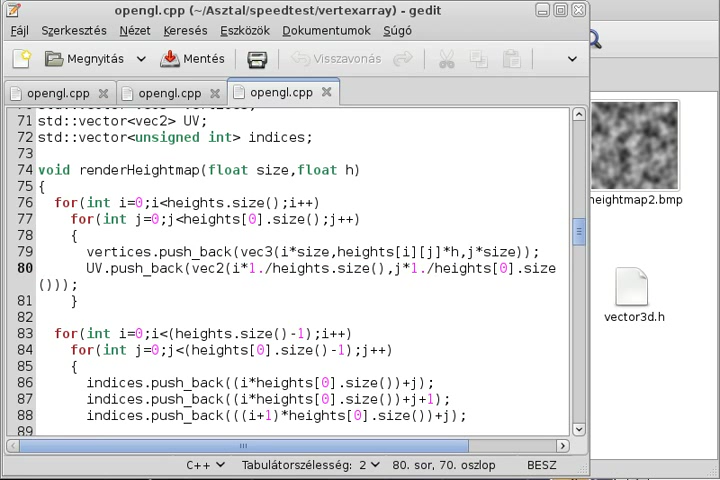 opengl.cpp (~/Asztal/speedtest/vertexarray) - gedit
Fájl Szerkesztés Nézet Keresés Eszközök Dokumentumok Súgó
Megnyitás Mentés Visszavonás
opengl.cpp opengl.cpp opengl.cpp
71 std::vector<vec2> UV;
72 std::vector<unsigned int> indices;
73
74 void renderHeightmap(float size,float h)
75 {
76 for(int i=0;i<heights.size();i++)
77 for(int j=0;j<heights[0].size();j++)
78 {
79 vertices.push_back(vec3(i*size,heights[i][j]*h,j*size));
80 UV.push_back(vec2(i*1./heights.size(),j*1./heights[0].size
()));
81 }
82
83 for(int i=0;i<(heights.size()-1);i++)
84 for(int j=0;j<(heights[0].size()-1);j++)
85 {
86 indices.push_back((i*heights[0].size())+j);
87 indices.push_back((i*heights[0].size())+j+1);
88 indices.push_back(((i+1)*heights[0].size())+j);
89
C++ Tabulátorszélesség: 2 80. sor, 70. oszlop BESZ
heightmap2.bmp
vector3d.h